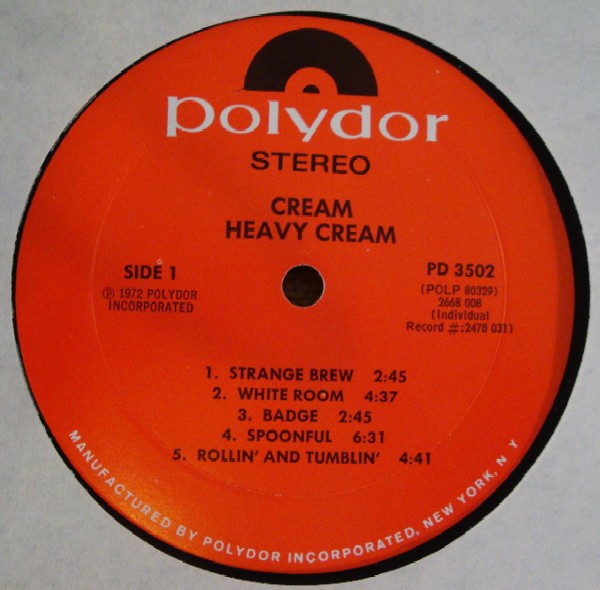 polydor
STEREO
CREAM
HEAVY CREAM
SIDE 1
℗ 1972 POLYDOR
INCORPORATED
PD 3502
(POLP 80329)
2668 008
(Individual
Record #:2478 031)
1. STRANGE BREW 2:45
2. WHITE ROOM 4:37
3. BADGE 2:45
4. SPOONFUL 6:31
5. ROLLIN' AND TUMBLIN' 4:41
MANUFACTURED BY POLYDOR INCORPORATED, NEW YORK, N Y